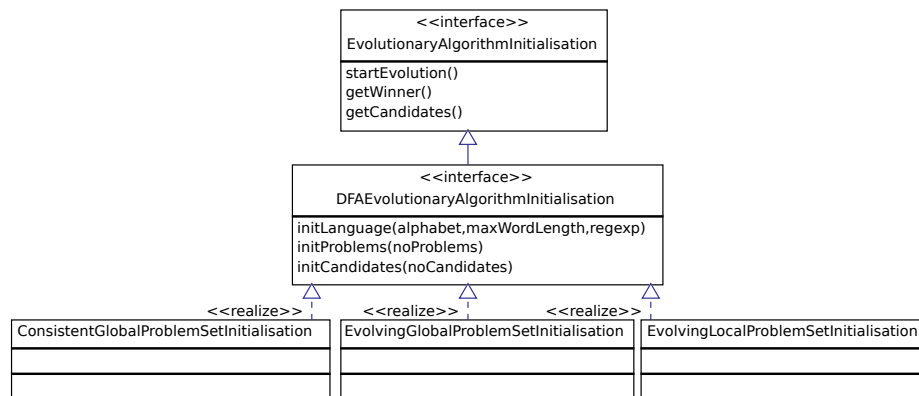 <<interface>>
EvolutionaryAlgorithmInitialisation
startEvolution()
getWinner()
getCandidates()
<<interface>>
DFAEvolutionaryAlgorithmInitialisation
initLanguage(alphabet,maxWordLength,regexp)
initProblems(noProblems)
initCandidates(noCandidates)
<<realize>> <<realize>> <<realize>>
ConsistentGlobalProblemSetInitialisation EvolvingGlobalProblemSetInitialisation EvolvingLocalProblemSetInitialisation